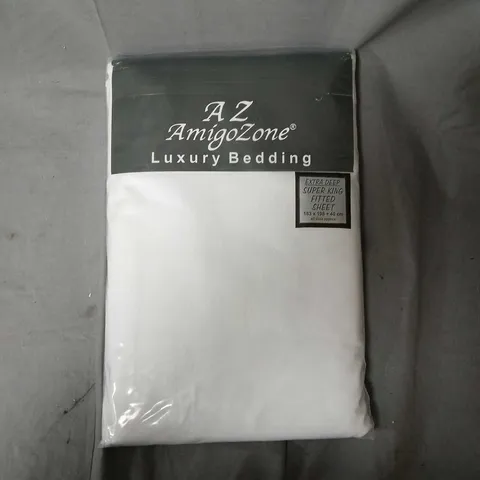 A Z
AmigoZone®
Luxury Bedding
EXTRA DEEP
SUPER KING
FITTED
SHEET